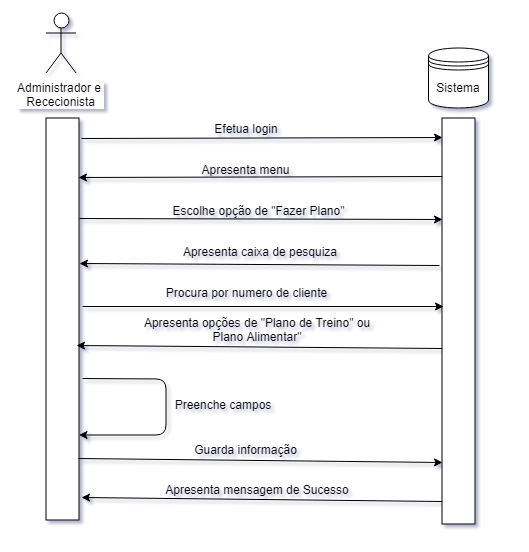 Administrador e
Rececionista
Sistema
Efetua login
Apresenta menu
Escolhe opção de "Fazer Plano"
Apresenta caixa de pesquiza
Procura por numero de cliente
Apresenta opções de "Plano de Treino" ou
Plano Alimentar"
Preenche campos
Guarda informação
Apresenta mensagem de Sucesso